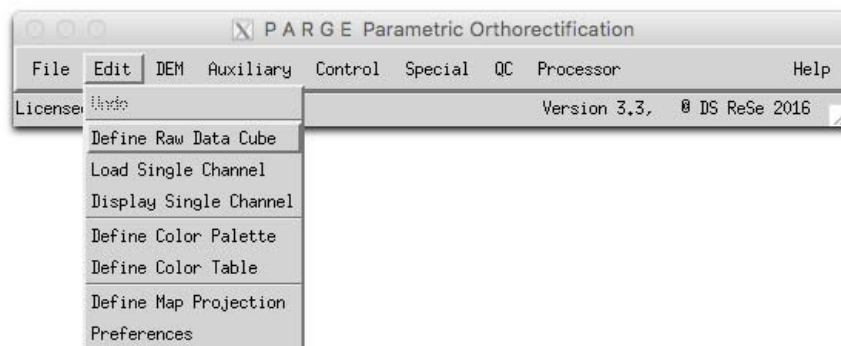 P A R G E Parametric Orthorectification
File Edit DEM Auxiliary Control Special QC Processor Help
License Version 3.3, @ DS ReSe 2016
Undo
Define Raw Data Cube
Load Single Channel
Display Single Channel
Define Color Palette
Define Color Table
Define Map Projection
Preferences